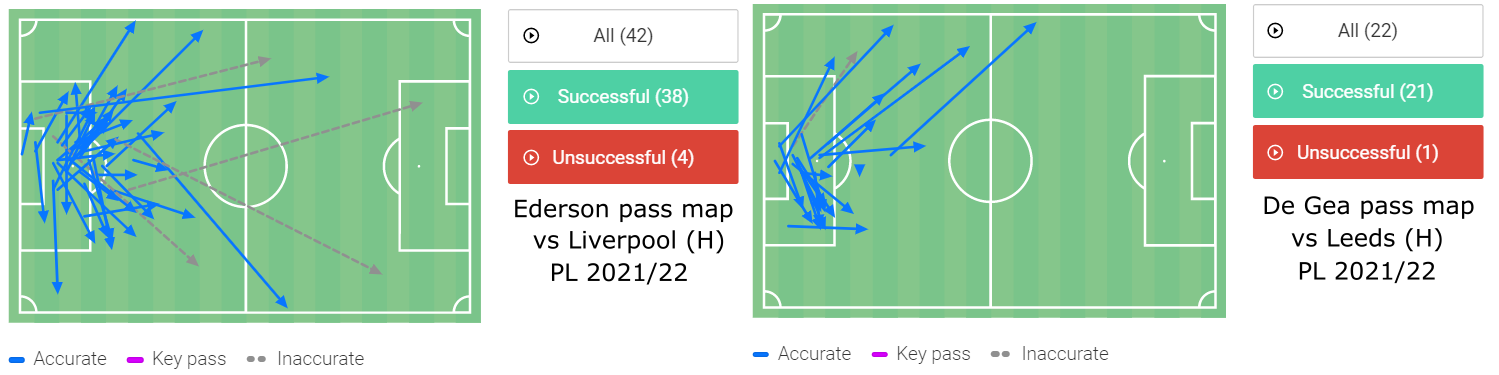 All (42)
Successful (38)
Unsuccessful (4)
Ederson pass map
vs Liverpool (H)
PL 2021/22
Accurate Key pass Inaccurate
All (22)
Successful (21)
Unsuccessful (1)
De Gea pass map
vs Leeds (H)
PL 2021/22
Accurate Key pass Inaccurate